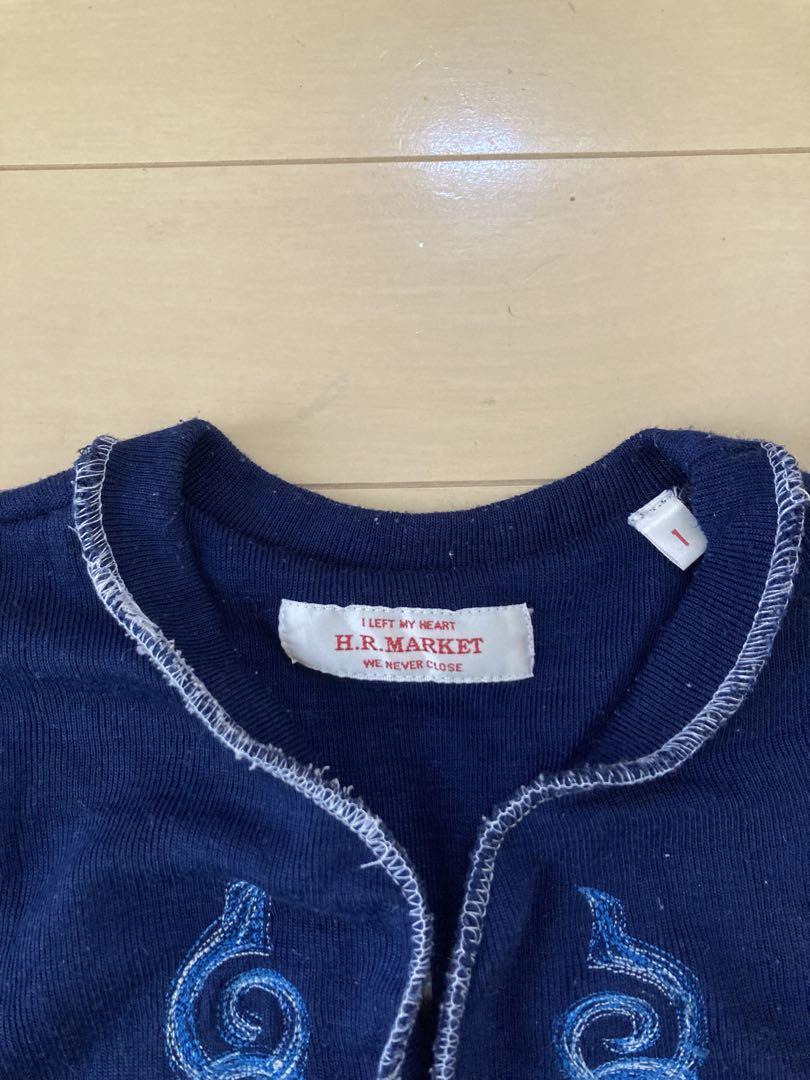 I LEFT MY HEART
H.R.MARKET
WE NEVER CLOSE
1